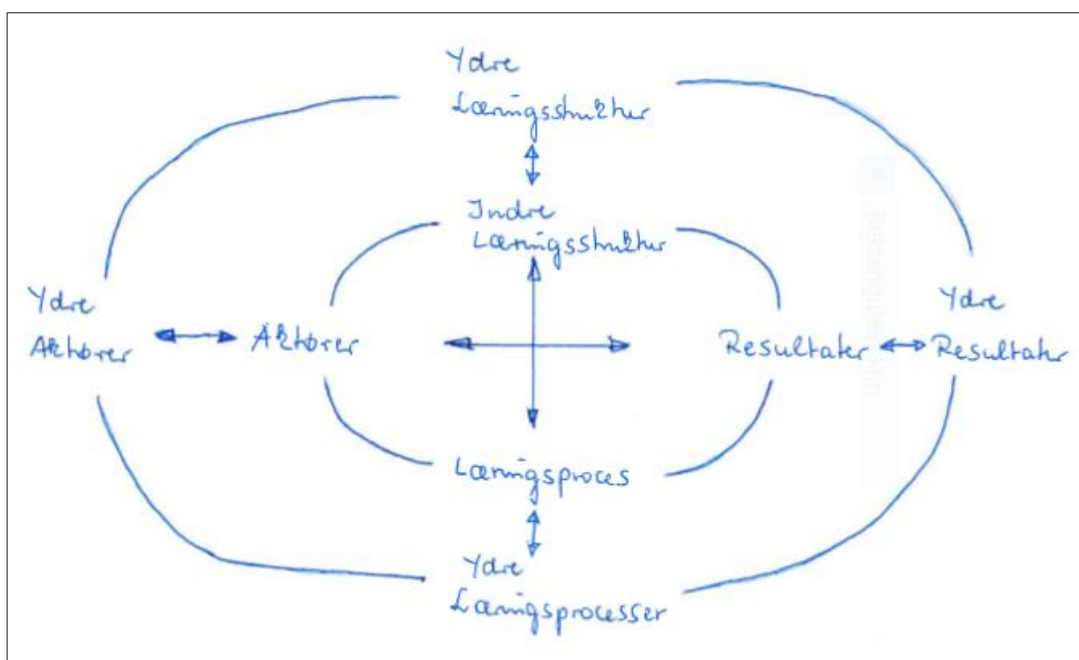 Ydre
Læringsstruktur
Indre
Læringsstruktur
Ydre
Aktører
Aktører
Resultater
Ydre
Resultater
Læringsproces
Ydre
Læringsprocesser